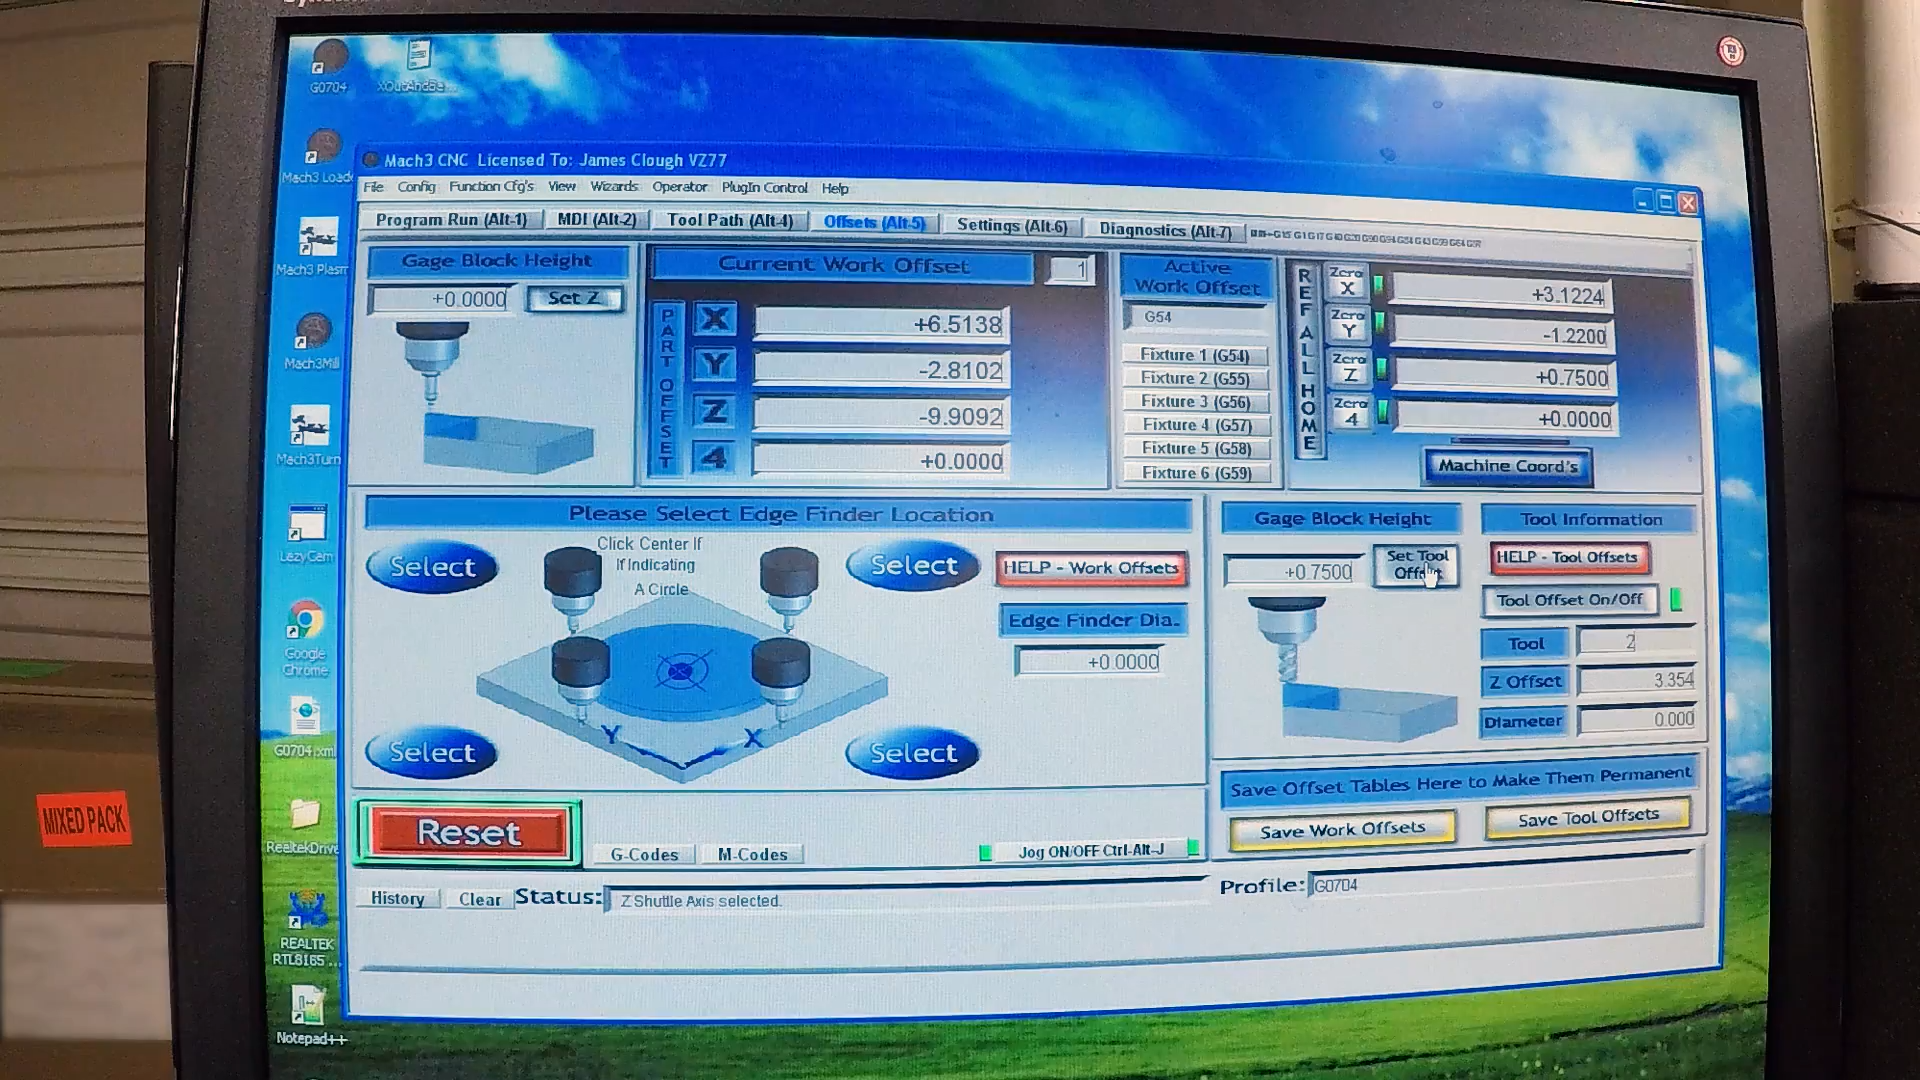 G0704
Mach3 CNC Licensed To: James Clough VZ77
Mach3 Load
File Config Function Cfg's View Wizards Operator PlugIn Control Help
Program Run (Alt-1) MDI (Alt-2) Tool Path (Alt-4) Offsets (Alt-5) Settings (Alt-6) Diagnostics (Alt-7)
Gage Block Height
+0.0000 Set Z
Mach3 Plasm
Mach3Mill
Mach3Turn
Current Work Offset 1
PART OFFSET
X +6.5138
Y -2.8102
Z -9.9092
4 +0.0000
Active
Work Offset
G54
Fixture 1 (G54)
Fixture 2 (G55)
Fixture 3 (G56)
Fixture 4 (G57)
Fixture 5 (G58)
Fixture 6 (G59)
REF ALL HOME
Zero X +3.1224
Zero Y -1.2200
Zero Z +0.7500
Zero 4 +0.0000
Machine Coord's
Please Select Edge Finder Location
Select
Click Center If
If Indicating
A Circle
Select
HELP - Work Offsets
Edge Finder Dia.
+0.0000
Y X
Select
Select
Gage Block Height
+0.7500
Set Tool
Offset
Tool Information
HELP - Tool Offsets
Tool Offset On/Off
Tool 2
Z Offset 3.354
Diameter 0.000
Save Offset Tables Here to Make Them Permanent
Save Work Offsets Save Tool Offsets
Reset
G-Codes M-Codes
Jog ON/OFF Ctrl-Alt-J
History Clear Status: Z Shuttle Axis selected.
Profile: G0704
LazyCam
Google
Chrome
G0704.xml
RealtekDrive
REALTEK
RTL8165 ...
Notepad++
MIXED PACK